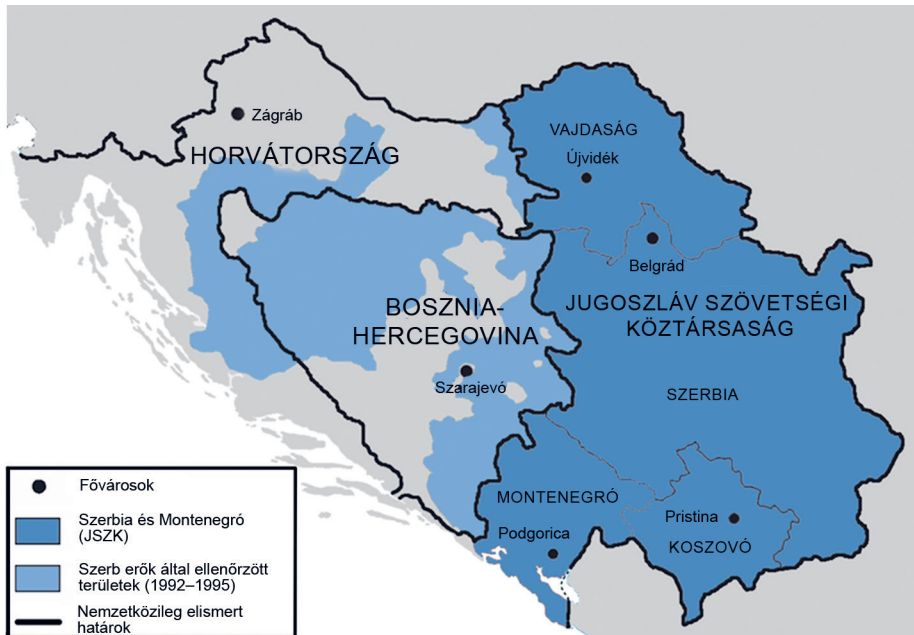 Zágráb
HORVÁTORSZÁG
VAJDASÁG
Újvidék
Belgrád
BOSZNIA-
HERCEGOVINA
JUGOSZLÁV SZÖVETSÉGI
KÖZTÁRSASÁG
Szarajevó
SZERBIA
MONTENEGRÓ
Podgorica
Pristina
KOSZOVÓ
Fővárosok
Szerbia és Montenegró
(JSZK)
Szerb erők által ellenőrzött
területek (1992–1995)
Nemzetközileg elismert
határok